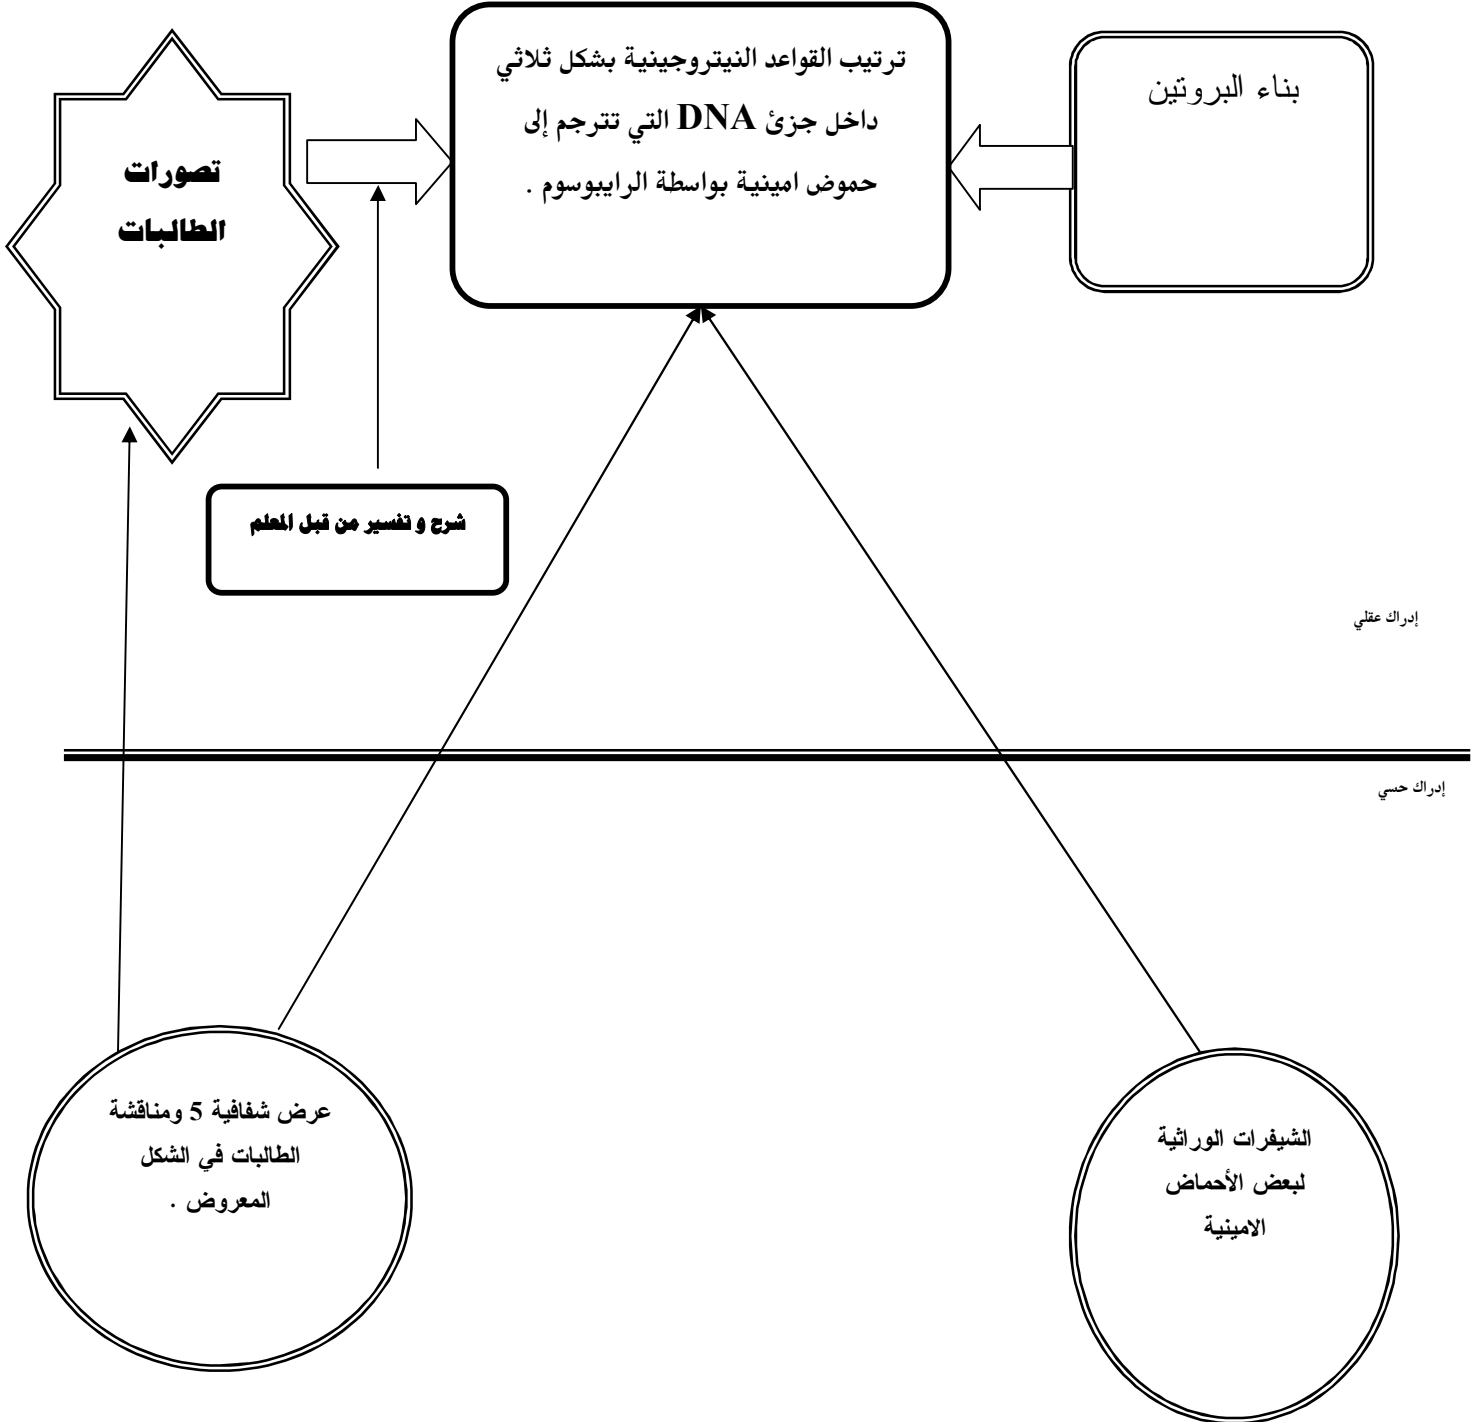 بناء البروتين
ترتيب القواعد النيتروجينية بشكل ثلاثي
داخل جزئ DNA التي تترجم إلى
حموض امينية بواسطة الرايبوسوم .
تصورات
الطالبات
شرح و تفسير من قبل المعلم
إدراك عقلي
إدراك حسي
الشيفرات الوراثية
لبعض الأحماض
الامينية
عرض شفافية 5 ومناقشة
الطالبات في الشكل
المعروض .